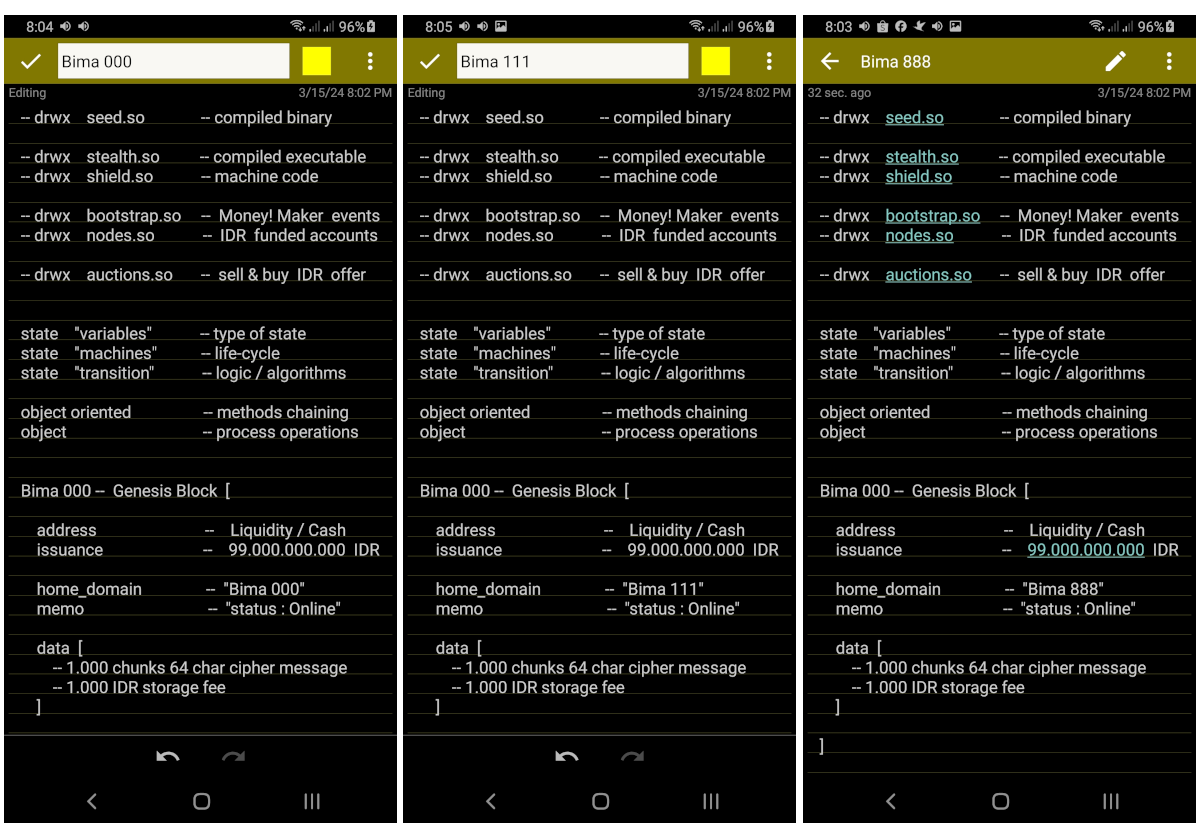 8:04 96%
Bima 000
Editing 3/15/24 8:02 PM
-- drwx seed.so -- compiled binary
-- drwx stealth.so -- compiled executable
-- drwx shield.so -- machine code
-- drwx bootstrap.so -- Money! Maker events
-- drwx nodes.so -- IDR funded accounts
-- drwx auctions.so -- sell & buy IDR offer
state "variables" -- type of state
state "machines" -- life-cycle
state "transition" -- logic / algorithms
object oriented -- methods chaining
object -- process operations
Bima 000 -- Genesis Block [
address -- Liquidity / Cash
issuance -- 99.000.000.000 IDR
home_domain -- "Bima 000"
memo -- "status : Online"
data [
-- 1.000 chunks 64 char cipher message
-- 1.000 IDR storage fee
]
8:05 96%
Bima 111
Editing 3/15/24 8:02 PM
-- drwx seed.so -- compiled binary
-- drwx stealth.so -- compiled executable
-- drwx shield.so -- machine code
-- drwx bootstrap.so -- Money! Maker events
-- drwx nodes.so -- IDR funded accounts
-- drwx auctions.so -- sell & buy IDR offer
state "variables" -- type of state
state "machines" -- life-cycle
state "transition" -- logic / algorithms
object oriented -- methods chaining
object -- process operations
Bima 000 -- Genesis Block [
address -- Liquidity / Cash
issuance -- 99.000.000.000 IDR
home_domain -- "Bima 111"
memo -- "status : Online"
data [
-- 1.000 chunks 64 char cipher message
-- 1.000 IDR storage fee
]
8:03 96%
Bima 888
32 sec. ago 3/15/24 8:02 PM
-- drwx seed.so -- compiled binary
-- drwx stealth.so -- compiled executable
-- drwx shield.so -- machine code
-- drwx bootstrap.so -- Money! Maker events
-- drwx nodes.so -- IDR funded accounts
-- drwx auctions.so -- sell & buy IDR offer
state "variables" -- type of state
state "machines" -- life-cycle
state "transition" -- logic / algorithms
object oriented -- methods chaining
object -- process operations
Bima 000 -- Genesis Block [
address -- Liquidity / Cash
issuance -- 99.000.000.000 IDR
home_domain -- "Bima 888"
memo -- "status : Online"
data [
-- 1.000 chunks 64 char cipher message
-- 1.000 IDR storage fee
]
]